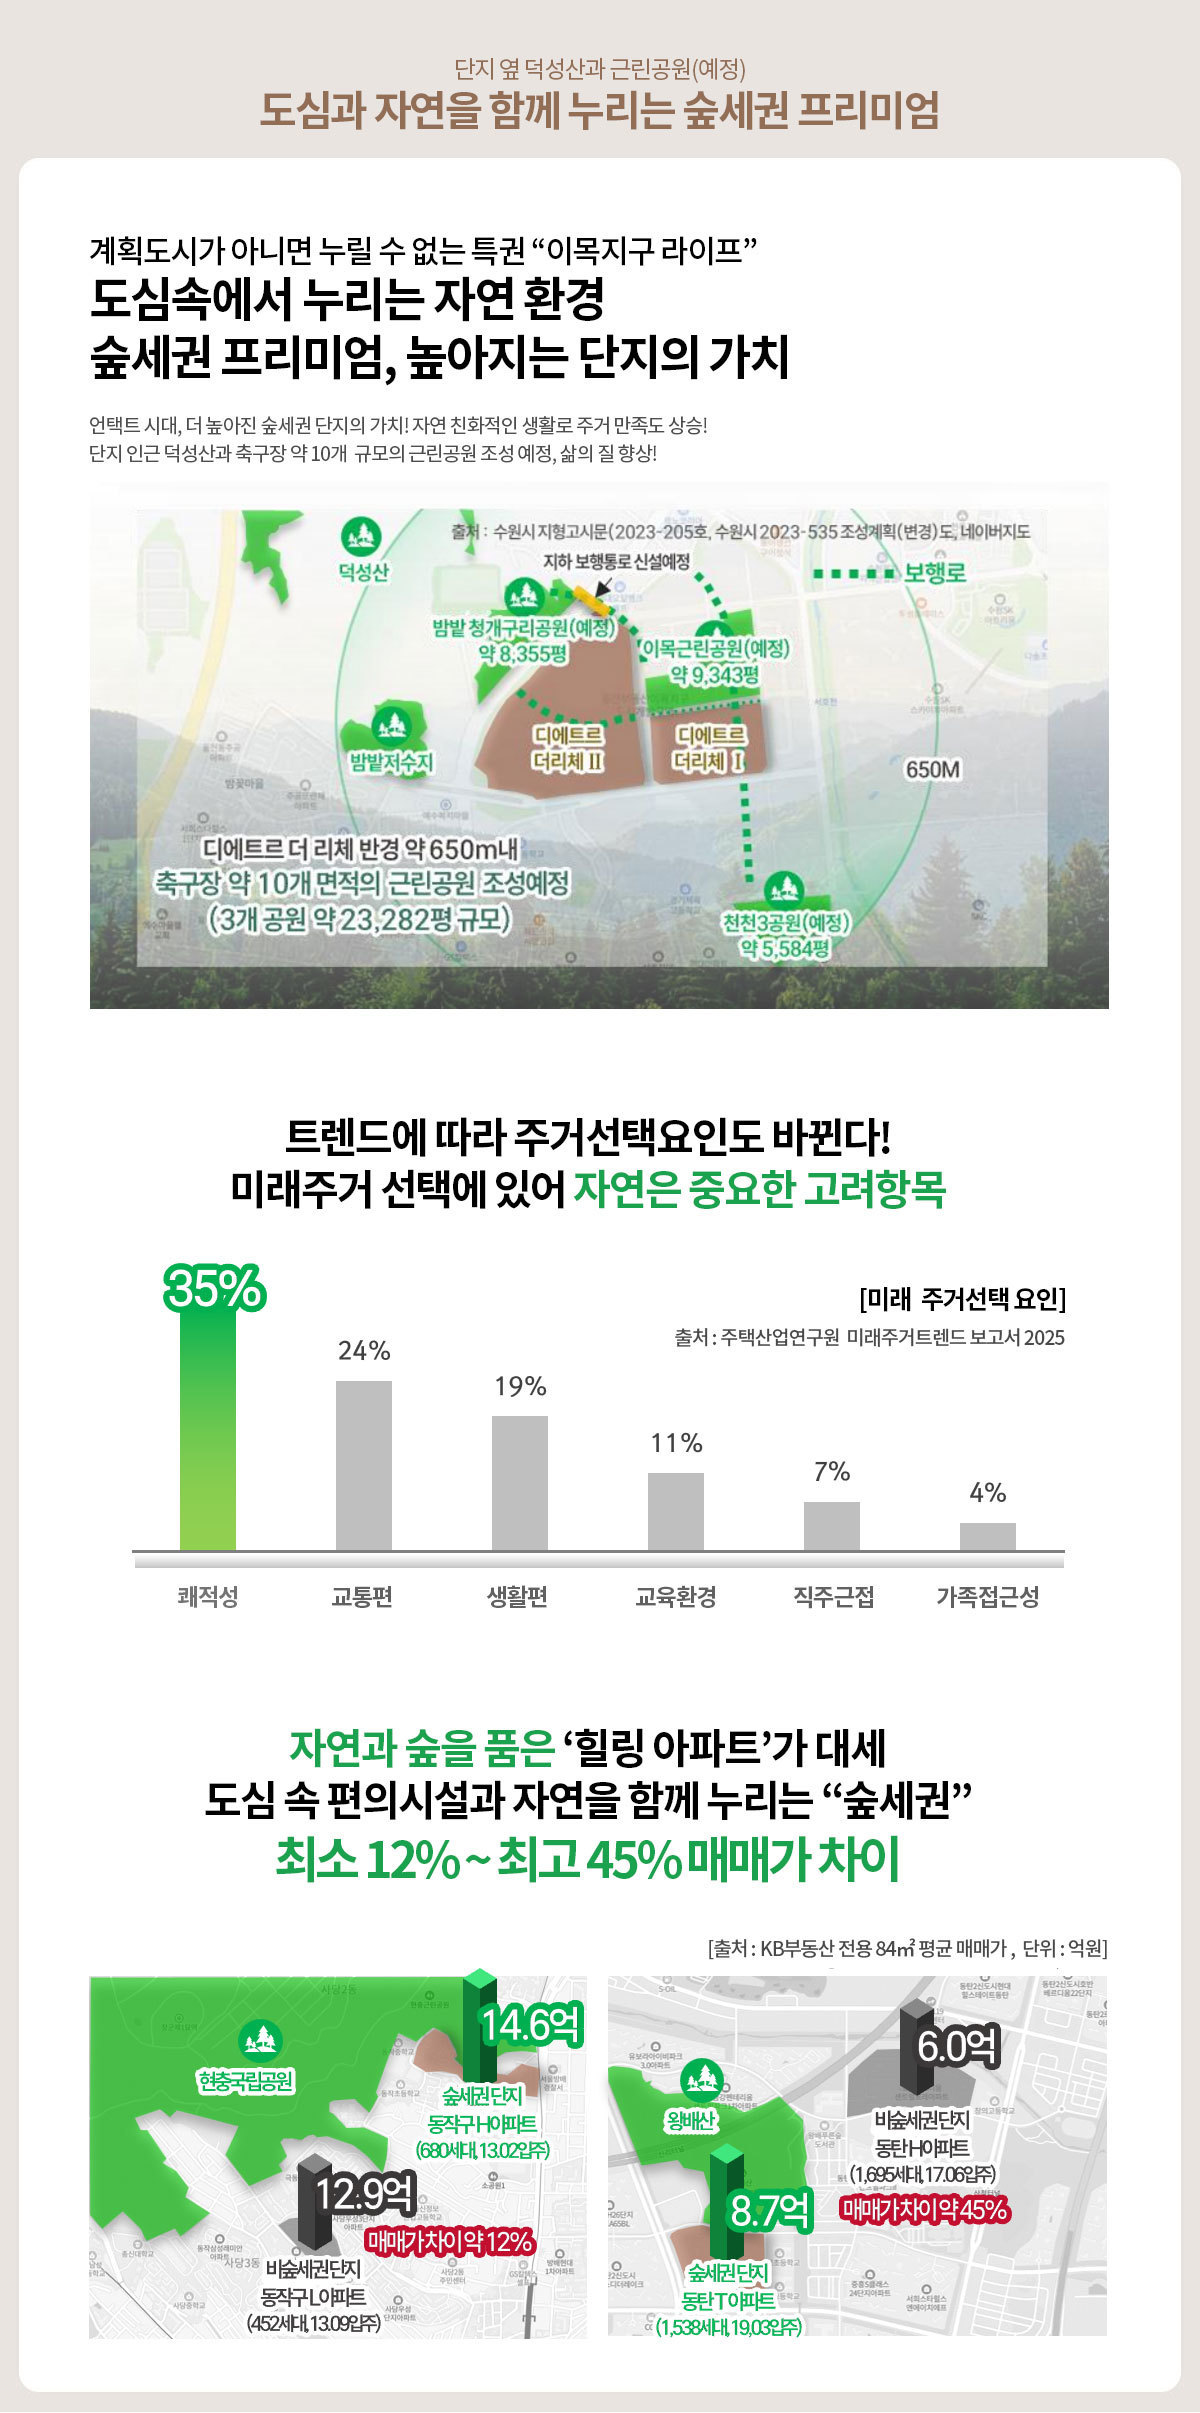 단지 옆 덕성산과 근린공원(예정)
도심과 자연을 함께 누리는 숲세권 프리미엄
계획도시가 아니면 누릴 수 없는 특권 “이목지구 라이프”
도심속에서 누리는 자연 환경
숲세권 프리미엄, 높아지는 단지의 가치
언택트 시대, 더 높아진 숲세권 단지의 가치! 자연 친화적인 생활로 주거 만족도 상승!
단지 인근 덕성산과 축구장 약 10개 규모의 근린공원 조성 예정, 삶의 질 향상!
출처 : 수원시 지형고시문(2023-205호, 수원시 2023-535 조성계획(변경)도, 네이버지도
지하 보행통로 신설예정
덕성산
보행로
밤밭 청개구리공원(예정)
약 8,355평
이목근린공원(예정)
약 9,343평
디에트르
더리체 II
디에트르
더리체 I
밤밭저수지
650M
디에트르 더 리체 반경 약 650m내
축구장 약 10개 면적의 근린공원 조성예정
(3개 공원 약 23,282평 규모)
천천3공원(예정)
약 5,584평
트렌드에 따라 주거선택요인도 바뀐다!
미래주거 선택에 있어 자연은 중요한 고려항목
[미래 주거선택 요인]
출처 : 주택산업연구원 미래주거트렌드 보고서 2025
35%
24%
19%
11%
7%
4%
쾌적성
교통편
생활편
교육환경
직주근접
가족접근성
자연과 숲을 품은 ‘힐링 아파트’가 대세
도심 속 편의시설과 자연을 함께 누리는 “숲세권”
최소 12% ~ 최고 45% 매매가 차이
[출처 : KB부동산 전용 84㎡ 평균 매매가 , 단위 : 억원]
사당2동
현충국립공원
14.6억
숲세권 단지
동작구 H아파트
(680세대, 13.02입주)
12.9억
매매가 차이 약 12%
사당3동
비숲세권 단지
동작구 L아파트
(452세대, 13.09입주)
6.0억
왕배산
비숲세권 단지
동탄 H아파트
(1,695세대, 17.06입주)
매매가 차이 약 45%
8.7억
숲세권 단지
동탄 T 아파트
(1,538세대, 19,03입주)